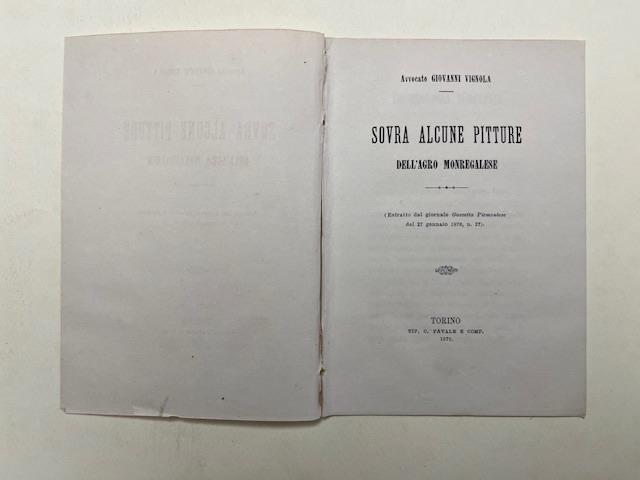 Avvocato GIOVANNI VIGNOLA
SOVRA ALCUNE PITTURE
DELL'AGRO MONREGALESE
(Estratto dal giornale Gazzetta Piemontese
del 27 gennaio 1878, n. 27).
TORINO
TIP. C. FAVALE E COMP.